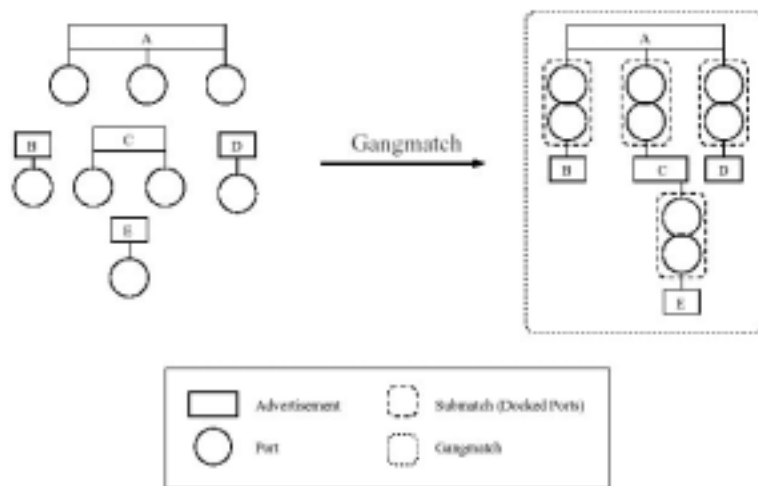 A
A
B
C
D
Gangmatch
B
C
D
E
E
Advertisement
Submatch (Docked Ports)
Port
Gangmatch